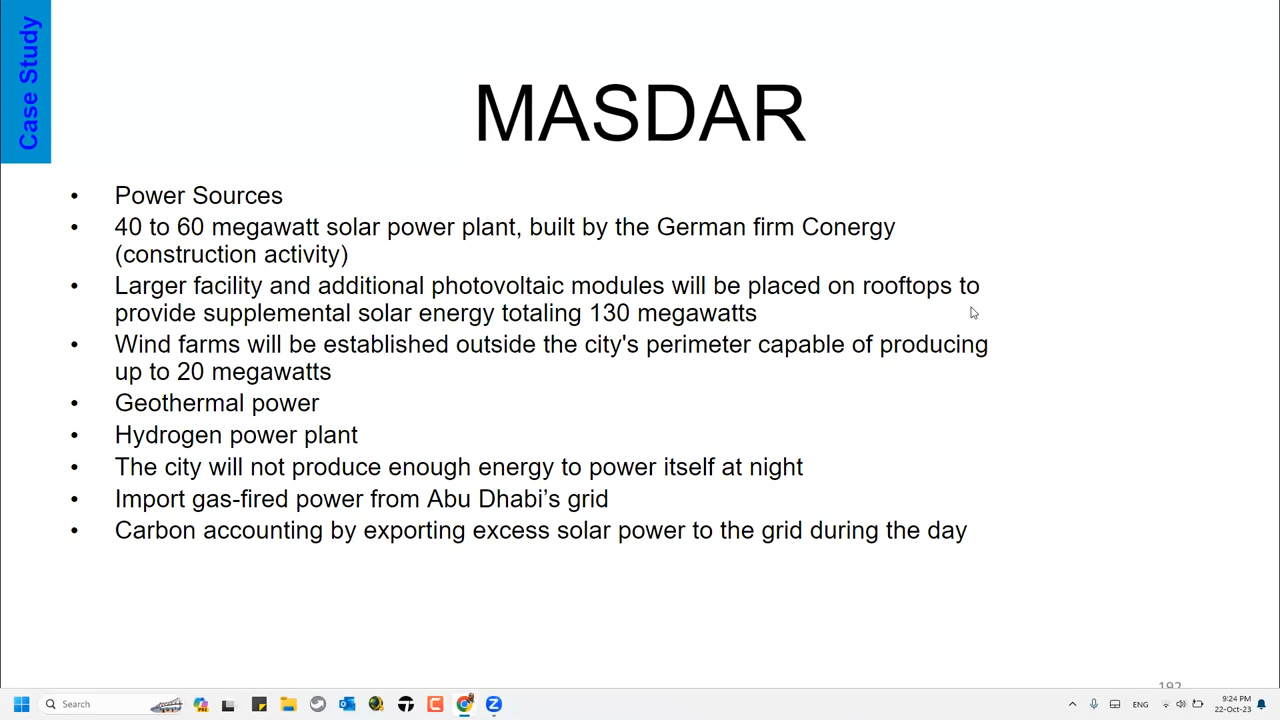 Case Study
MASDAR
• Power Sources
• 40 to 60 megawatt solar power plant, built by the German firm Conergy
(construction activity)
• Larger facility and additional photovoltaic modules will be placed on rooftops to
provide supplemental solar energy totaling 130 megawatts
• Wind farms will be established outside the city's perimeter capable of producing
up to 20 megawatts
• Geothermal power
• Hydrogen power plant
• The city will not produce enough energy to power itself at night
• Import gas-fired power from Abu Dhabi’s grid
• Carbon accounting by exporting excess solar power to the grid during the day
192
Search
ENG
9:24 PM
22-Oct-23